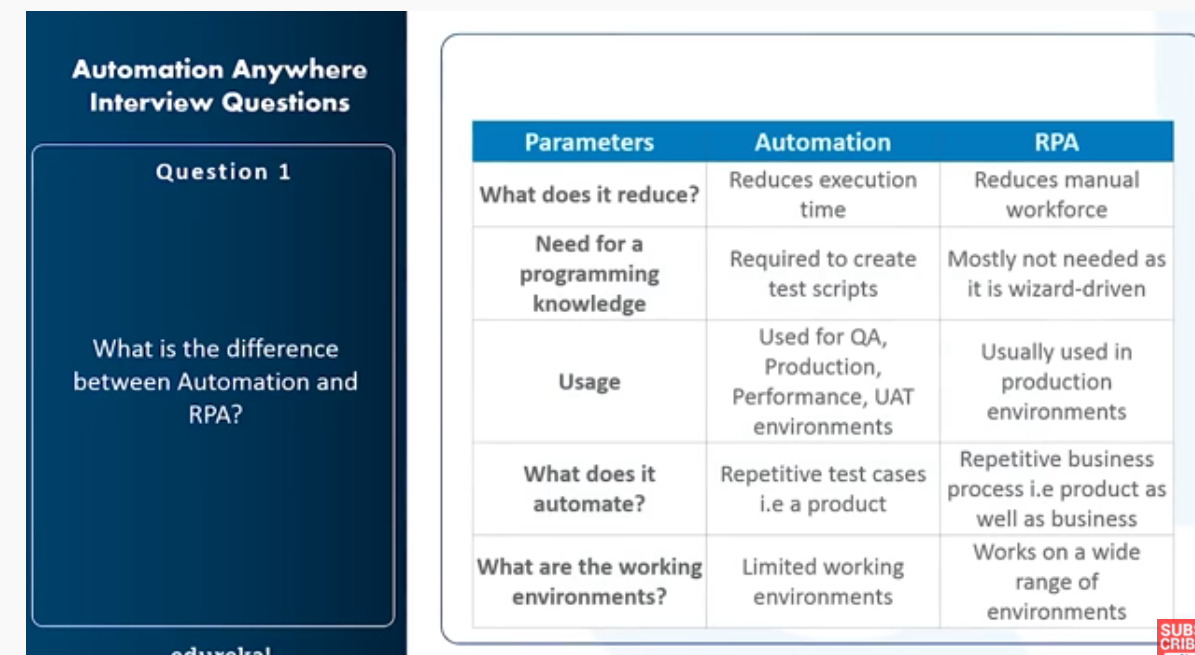 Automation Anywhere
Interview Questions
Question 1
What is the difference
between Automation and
RPA?
Parameters Automation RPA
What does it reduce? Reduces execution time Reduces manual workforce
Need for a programming knowledge Required to create test scripts Mostly not needed as it is wizard-driven
Usage Used for QA, Production, Performance, UAT environments Usually used in production environments
What does it automate? Repetitive test cases i.e a product Repetitive business process i.e product as well as business
What are the working environments? Limited working environments Works on a wide range of environments
SUBS
CRIB